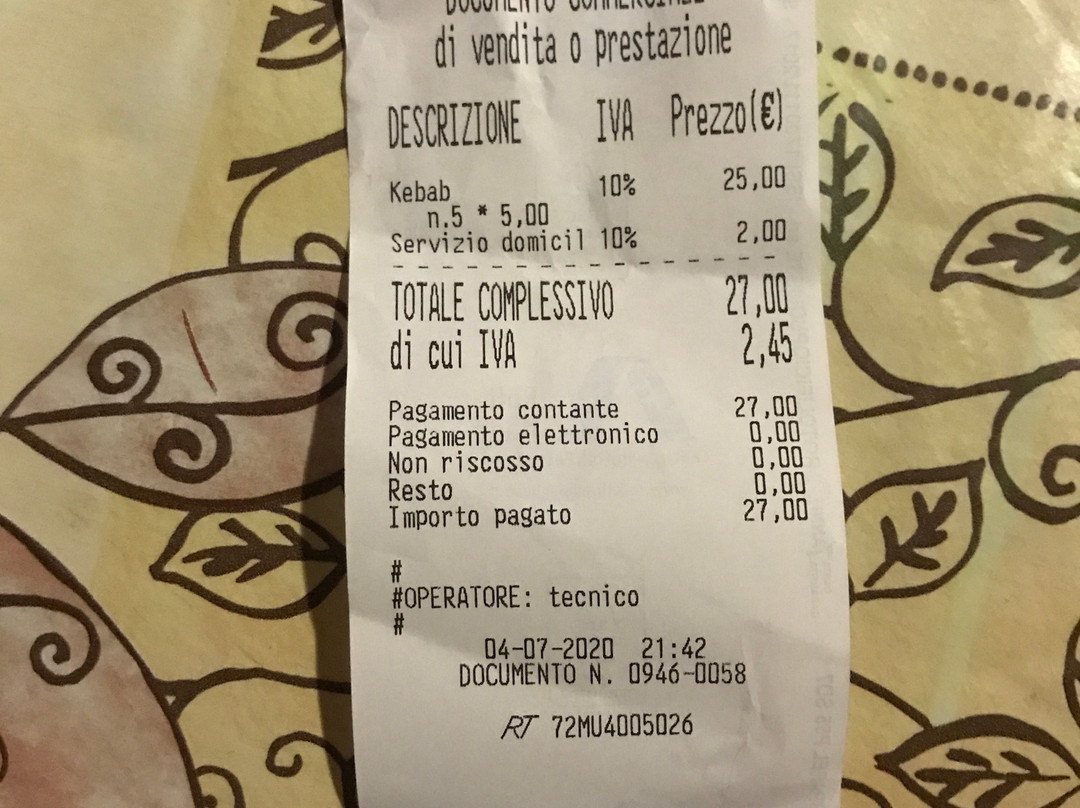 DOCUMENTO COMMERCIALE
di vendita o prestazione
DESCRIZIONE IVA Prezzo(€)
Kebab 10% 25,00
n.5 * 5,00
Servizio domicil 10% 2,00
TOTALE COMPLESSIVO 27,00
di cui IVA 2,45
Pagamento contante 27,00
Pagamento elettronico 0,00
Non riscosso 0,00
Resto 0,00
Importo pagato 27,00
#
#OPERATORE: tecnico
#
04-07-2020 21:42
DOCUMENTO N. 0946-0058
RT 72MU4005026